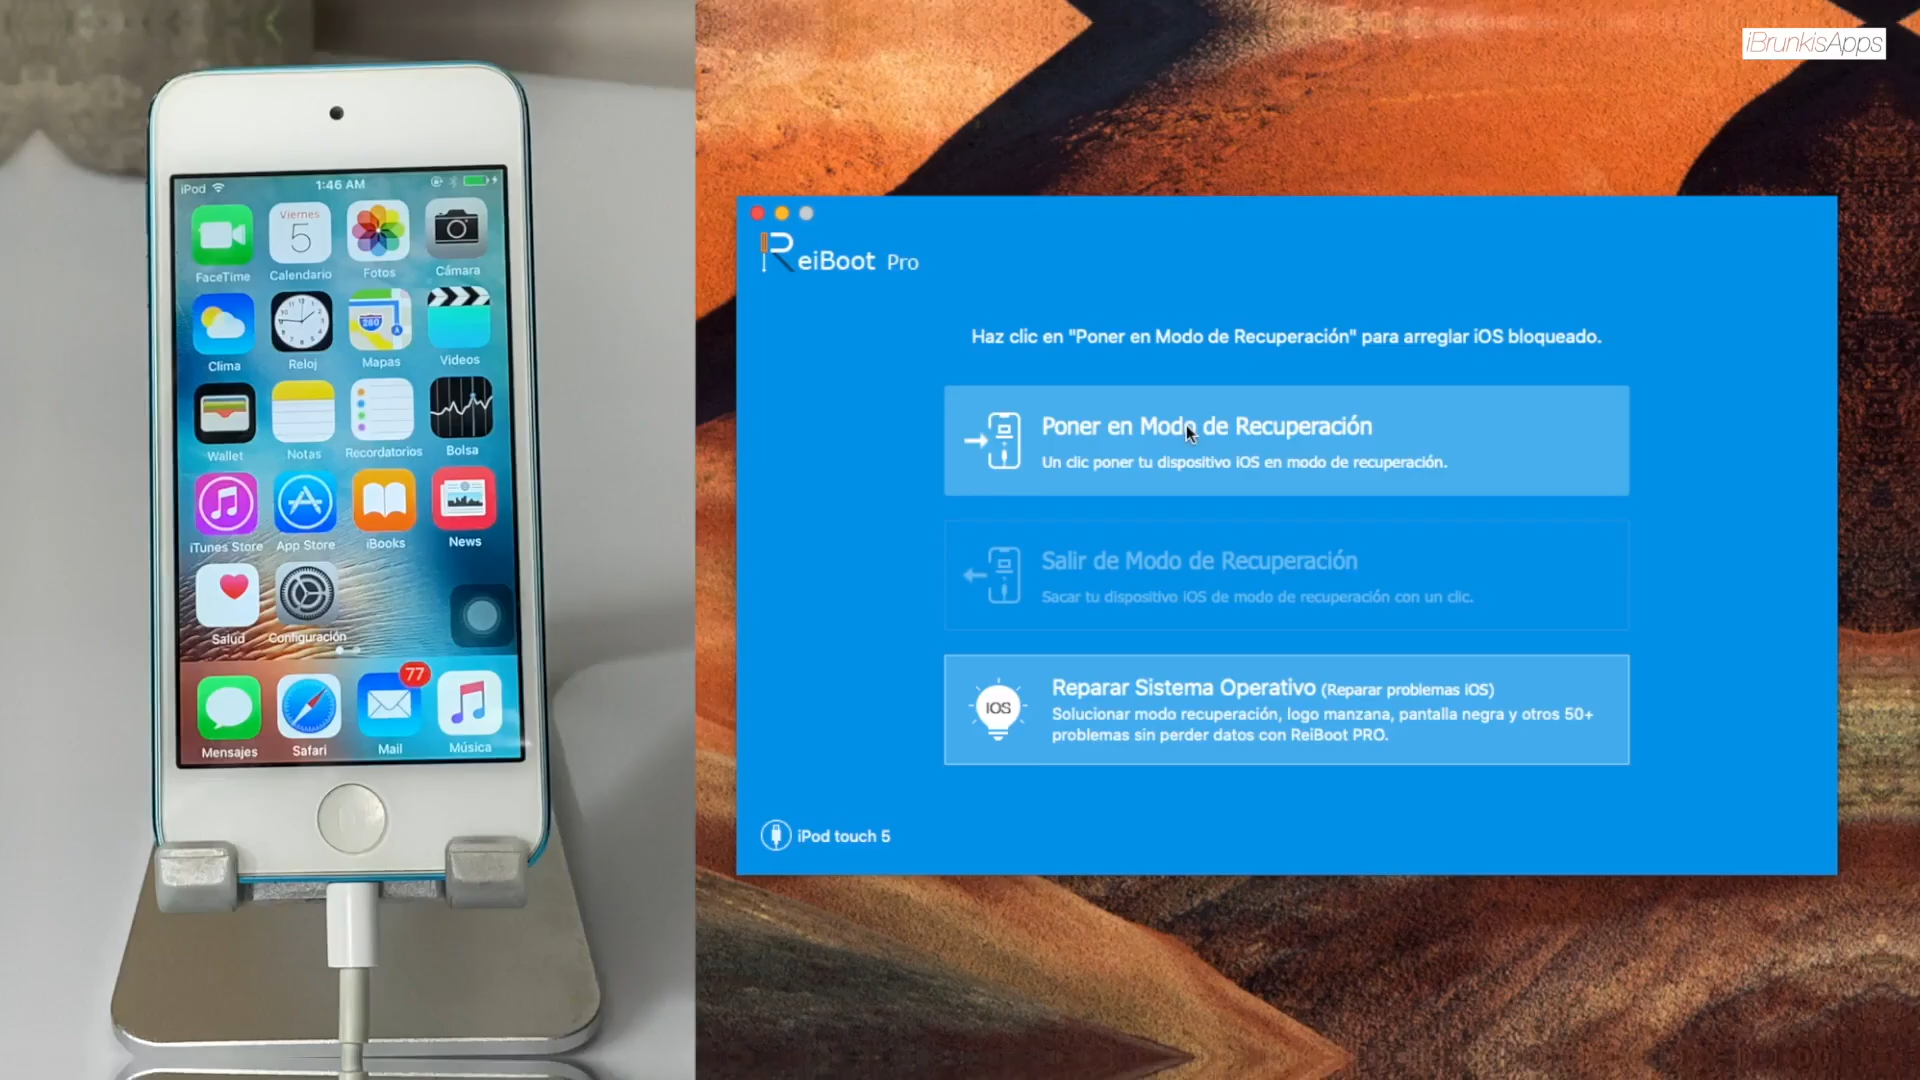 iPod
1:46 AM
Viernes
5
FaceTime
Calendario
Fotos
Cámara
280
Clima
Reloj
Mapas
Videos
Wallet
Notas
Recordatorios
Bolsa
iTunes Store
App Store
iBooks
News
Salud
Configuración
77
Mensajes
Safari
Mail
Música
iBrunkisApps
ReiBoot Pro
Haz clic en "Poner en Modo de Recuperación" para arreglar iOS bloqueado.
Poner en Modo de Recuperación
Un clic poner tu dispositivo iOS en modo de recuperación.
Salir de Modo de Recuperación
Sacar tu dispositivo iOS de modo de recuperación con un clic.
iOS
Reparar Sistema Operativo (Reparar problemas iOS)
Solucionar modo recuperación, logo manzana, pantalla negra y otros 50+
problemas sin perder datos con ReiBoot PRO.
iPod touch 5